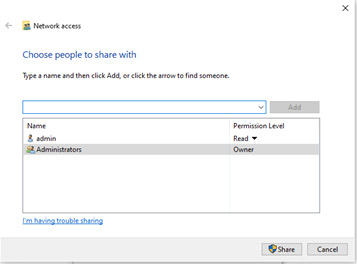 Network access
Choose people to share with
Type a name and then click Add, or click the arrow to find someone.
Add
Name Permission Level
admin Read
Administrators Owner
I'm having trouble sharing
Share Cancel